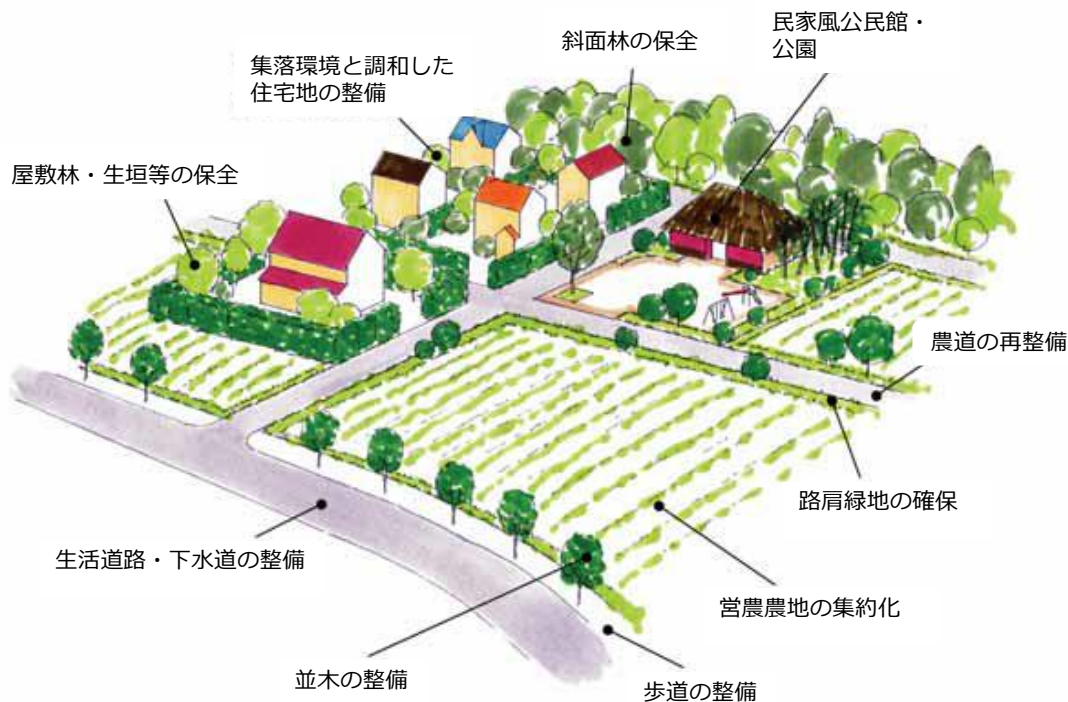 民家風公民館・
公園
斜面林の保全
集落環境と調和した
住宅地の整備
屋敷林・生垣等の保全
農道の再整備
路肩緑地の確保
生活道路・下水道の整備
営農農地の集約化
並木の整備
歩道の整備